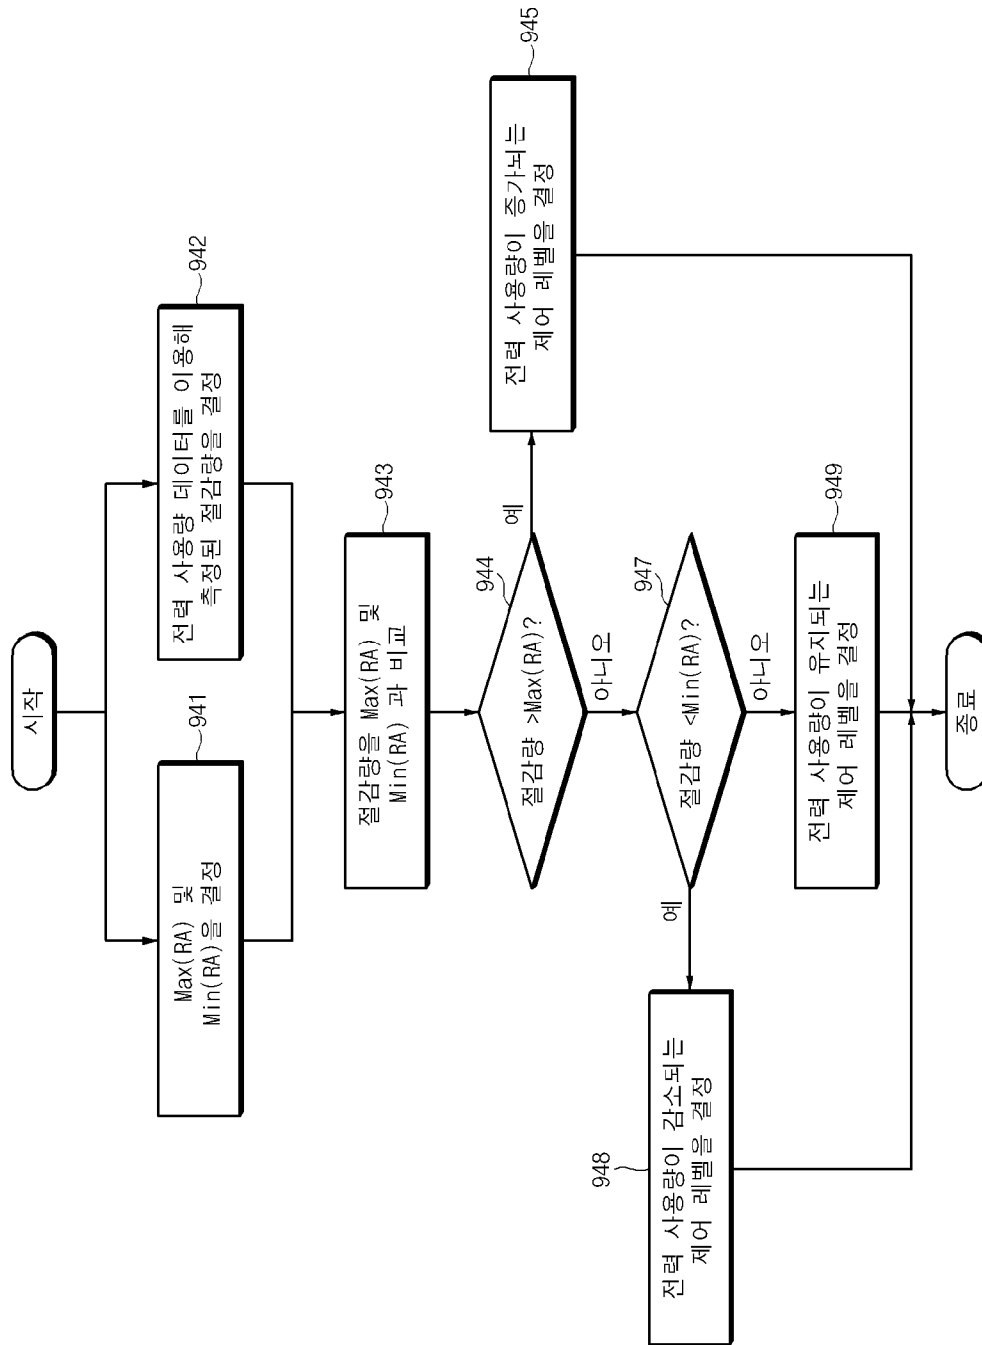 시작
941
Max(RA) 및
Min(RA)을 결정
942
전력 사용량 데이터를 이용해
측정된 절감량을 결정
943
절감량을 Max(RA) 및
Min(RA) 과 비교
944
절감량 >Max(RA)?
예
아니오
945
전력 사용량이 증가되는
제어 레벨을 결정
947
절감량 <Min(RA)?
예
아니오
948
전력 사용량이 감소되는
제어 레벨을 결정
949
전력 사용량이 유지되는
제어 레벨을 결정
종료